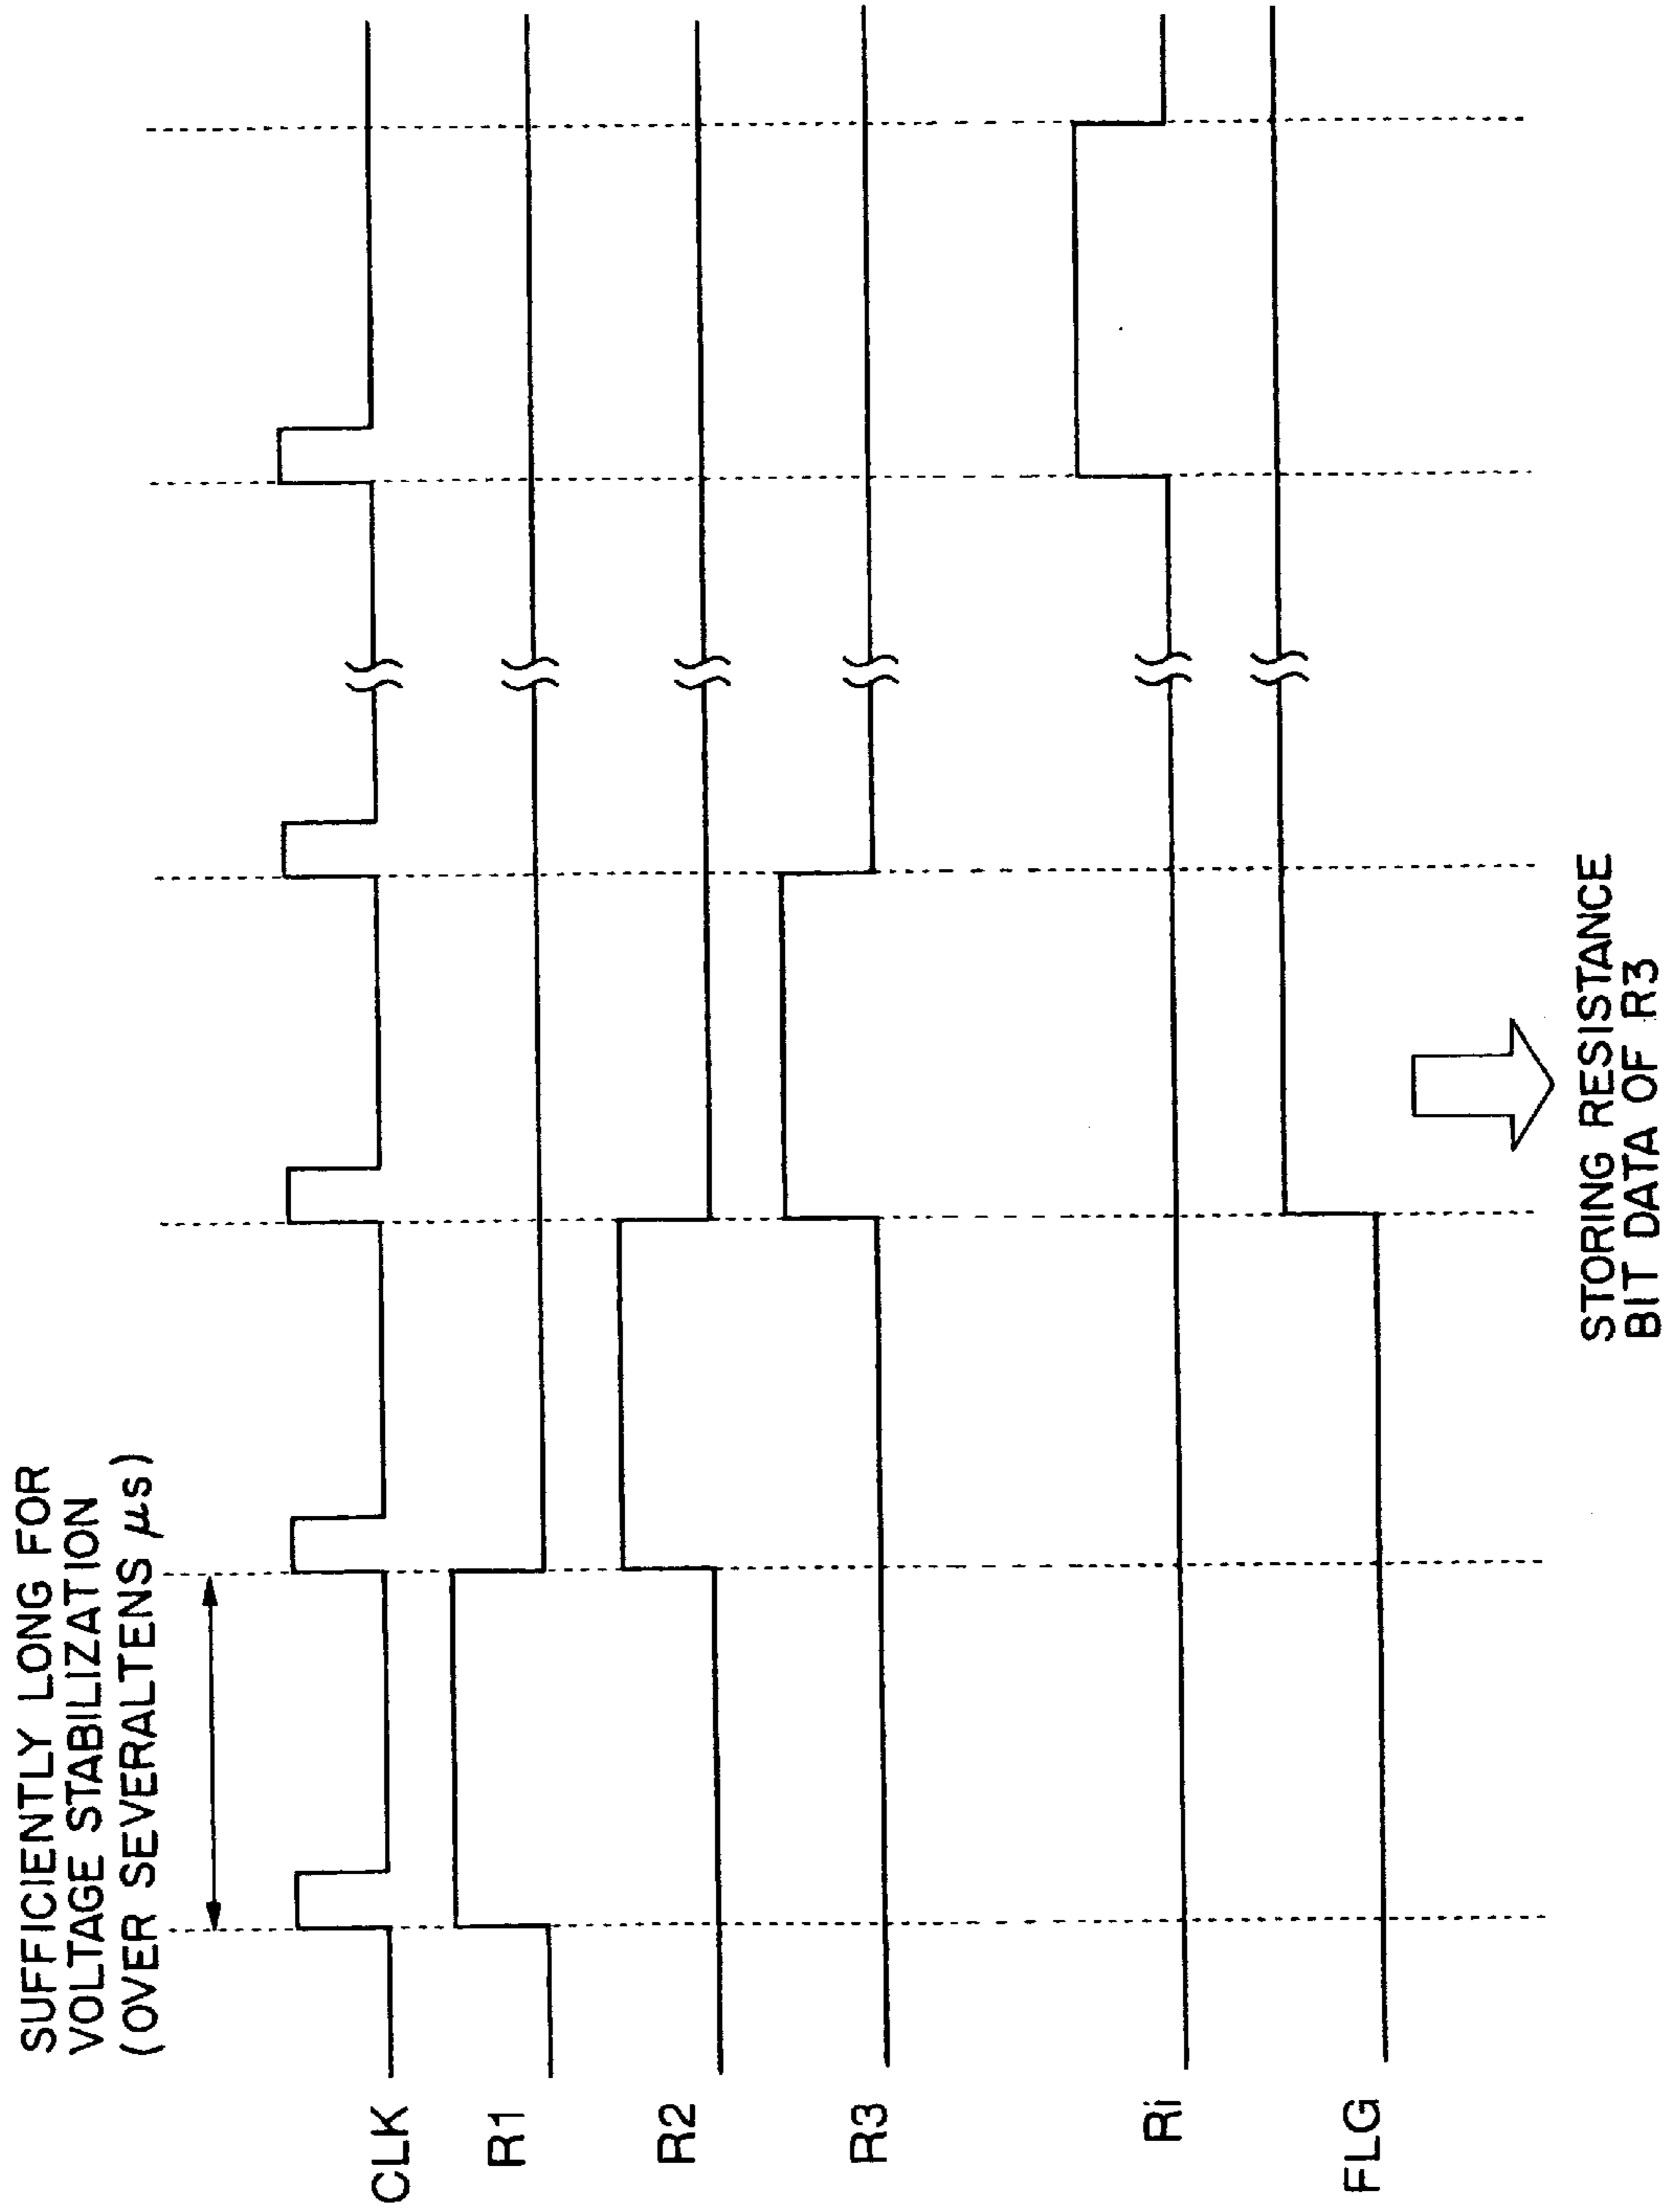 SUFFICIENTLY LONG FOR
VOLTAGE STABILIZATION
(OVER SEVERALTENS μs)
CLK
R1
R2
R3
Ri
FLG
STORING RESISTANCE
BIT DATA OF R3